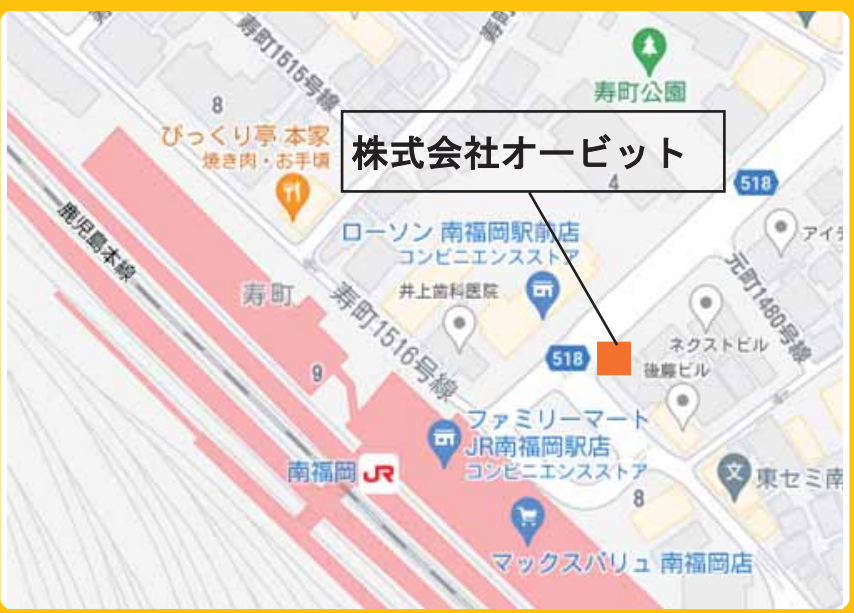 寿町1515号線
寿町公園
8
びっくり亭 本家
焼き肉・お手頃
株式会社オービット
4
518
アイデ
鹿児島本線
ローソン 南福岡駅前店
コンビニエンスストア
元町1480号線
寿町
井上歯科医院
寿町1516号線
518
ネクストビル
後藤ビル
9
ファミリーマート
JR南福岡駅店
コンビニエンスストア
南福岡
JR
文
東セミ南
8
マックスバリュ 南福岡店